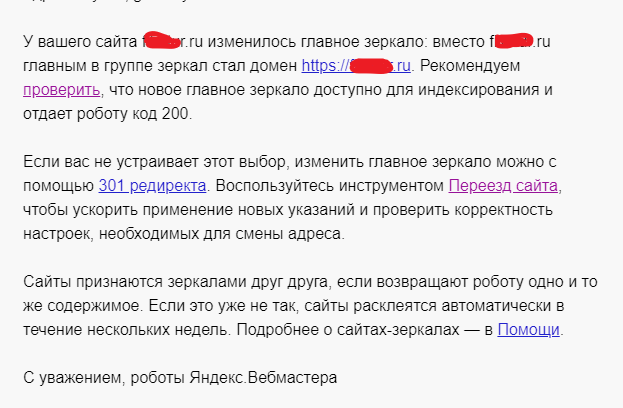 У вашего сайта f r.ru изменилось главное зеркало: вместо f .ru
главным в группе зеркал стал домен https:// .ru. Рекомендуем
проверить, что новое главное зеркало доступно для индексирования и
отдает роботу код 200.
Если вас не устраивает этот выбор, изменить главное зеркало можно с
помощью 301 редиректа. Воспользуйтесь инструментом Переезд сайта,
чтобы ускорить применение новых указаний и проверить корректность
настроек, необходимых для смены адреса.
Сайты признаются зеркалами друг друга, если возвращают роботу одно и то
же содержимое. Если это уже не так, сайты расклеятся автоматически в
течение нескольких недель. Подробнее о сайтах-зеркалах — в Помощи.
С уважением, роботы Яндекс.Вебмастера